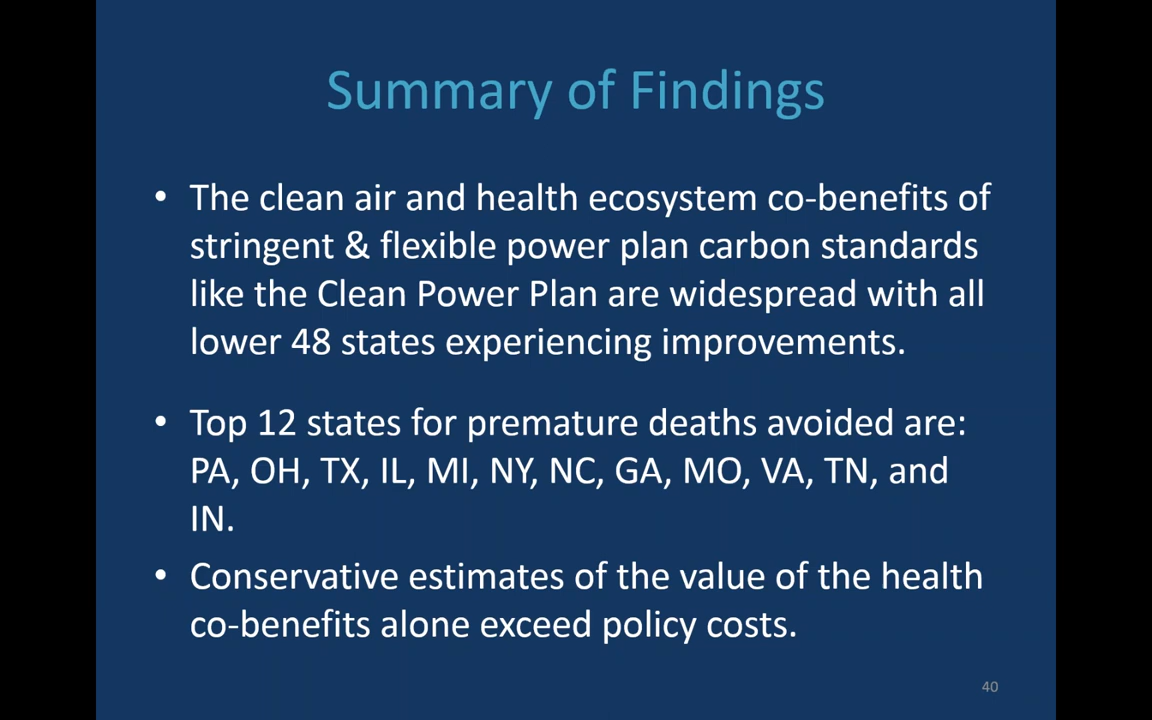 Summary of Findings
• The clean air and health ecosystem co-benefits of
stringent & flexible power plan carbon standards
like the Clean Power Plan are widespread with all
lower 48 states experiencing improvements.
• Top 12 states for premature deaths avoided are:
PA, OH, TX, IL, MI, NY, NC, GA, MO, VA, TN, and
IN.
• Conservative estimates of the value of the health
co-benefits alone exceed policy costs.
40